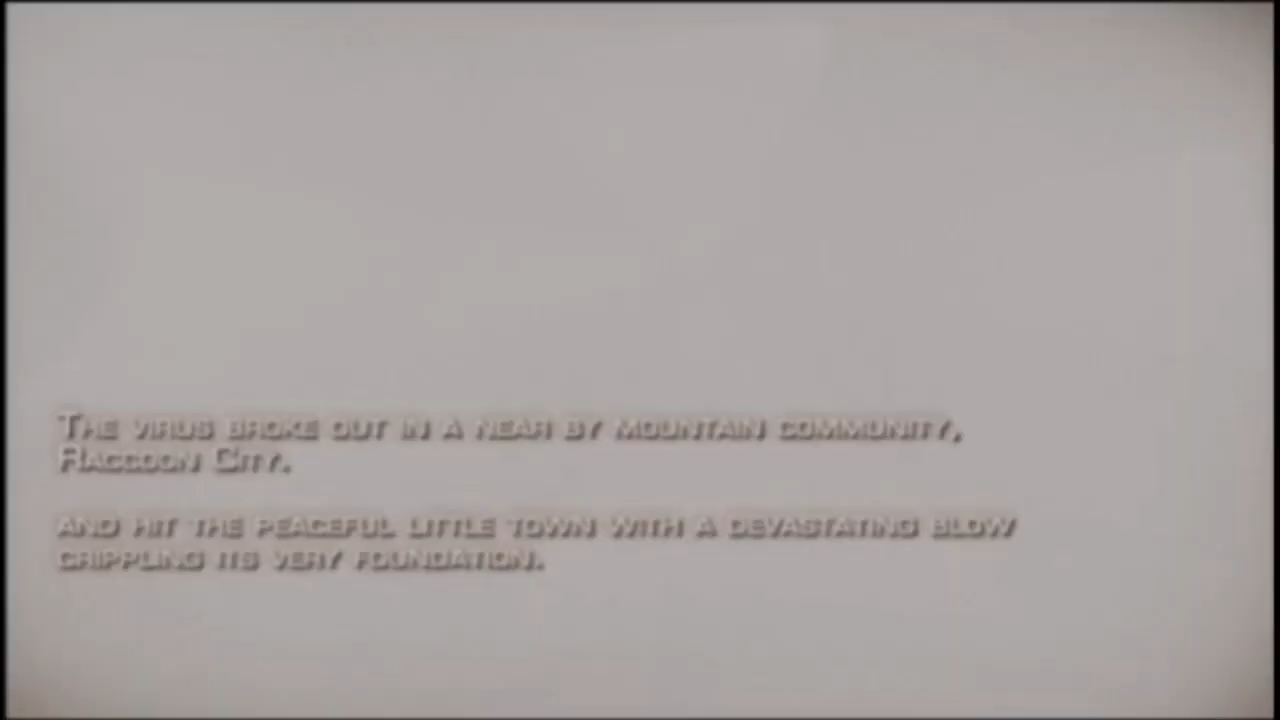 The virus broke out in a near by mountain community,
Raccoon City.
and hit the peaceful little town with a devastating blow
crippling its very foundation.